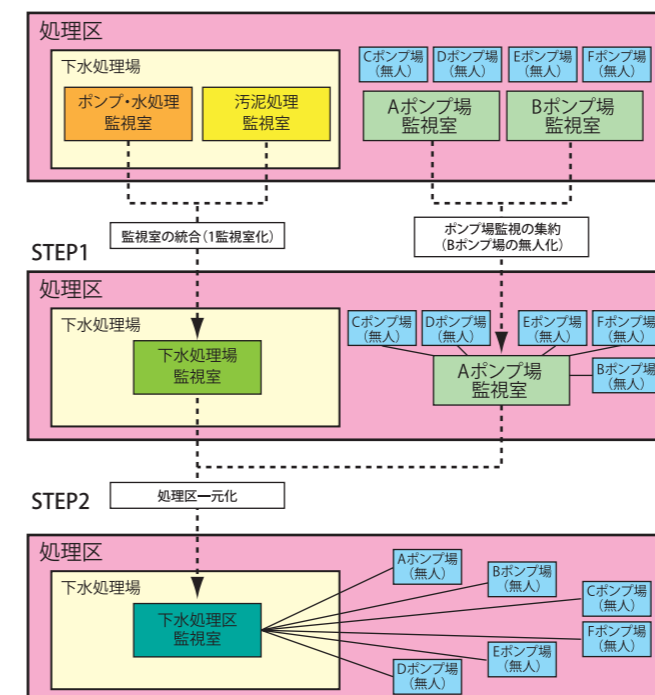 処理区
下水処理場
ポンプ・水処理
監視室
汚泥処理
監視室
Cポンプ場
(無人)
Dポンプ場
(無人)
Eポンプ場
(無人)
Fポンプ場
(無人)
Aポンプ場
監視室
Bポンプ場
監視室
監視室の統合(1監視室化)
ポンプ場監視の集約
(Bポンプ場の無人化)
STEP1
処理区
下水処理場
下水処理場
監視室
Cポンプ場
(無人)
Dポンプ場
(無人)
Eポンプ場
(無人)
Fポンプ場
(無人)
Aポンプ場
監視室
Bポンプ場
(無人)
STEP2
処理区一元化
処理区
下水処理場
下水処理区
監視室
Aポンプ場
(無人)
Bポンプ場
(無人)
Cポンプ場
(無人)
Fポンプ場
(無人)
Eポンプ場
(無人)
Dポンプ場
(無人)